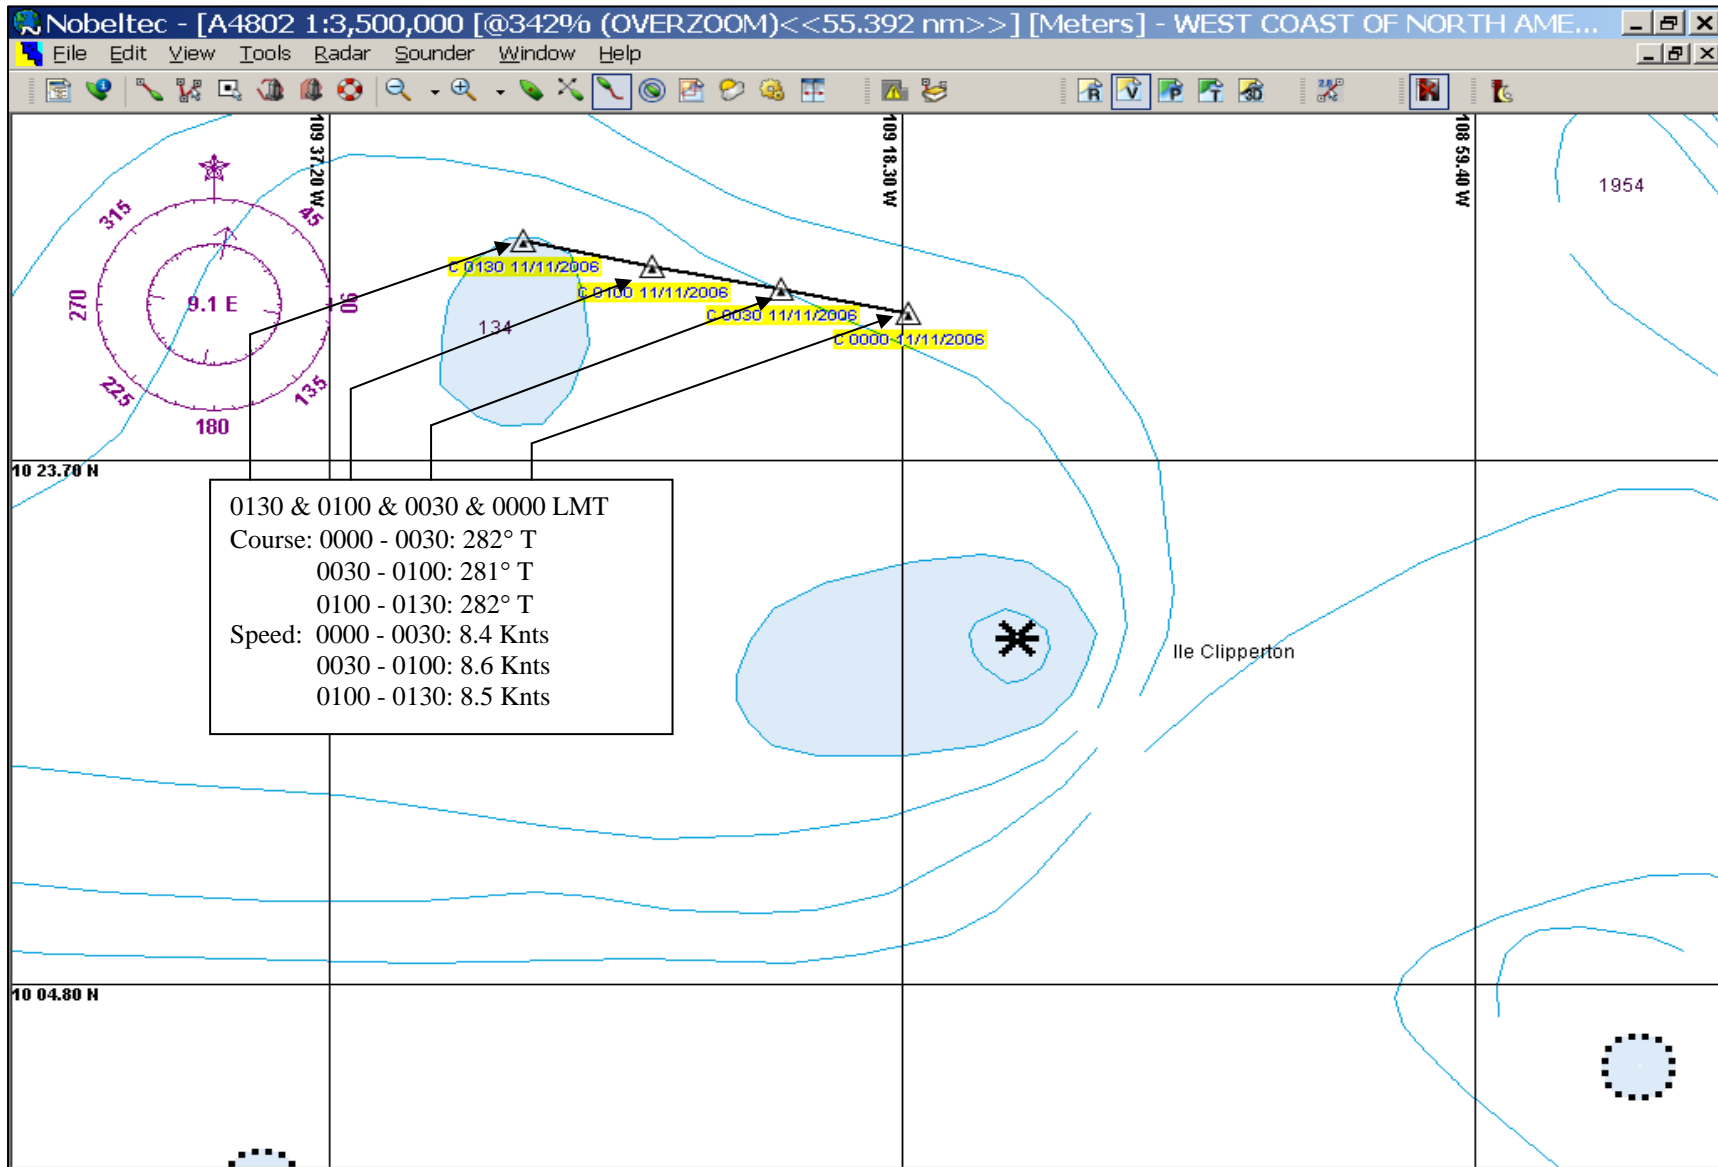 Nobeltec - [A4802 1:3,500,000 [@342% (OVERZOOM)<<55.392 nm>>] [Meters] - WEST COAST OF NORTH AME...
File Edit View Tools Radar Sounder Window Help
R V P T 3D
109 37.20 W
109 18.30 W
108 59.40 W
1954
315 45
270 9.1 E 90
225 135
180
C 0130 11/11/2006
C 0100 11/11/2006
C 0030 11/11/2006
C 0000 11/11/2006
134
10 23.70 N
0130 & 0100 & 0030 & 0000 LMT
Course: 0000 - 0030: 282° T
0030 - 0100: 281° T
0100 - 0130: 282° T
Speed: 0000 - 0030: 8.4 Knts
0030 - 0100: 8.6 Knts
0100 - 0130: 8.5 Knts
Ile Clipperton
10 04.80 N